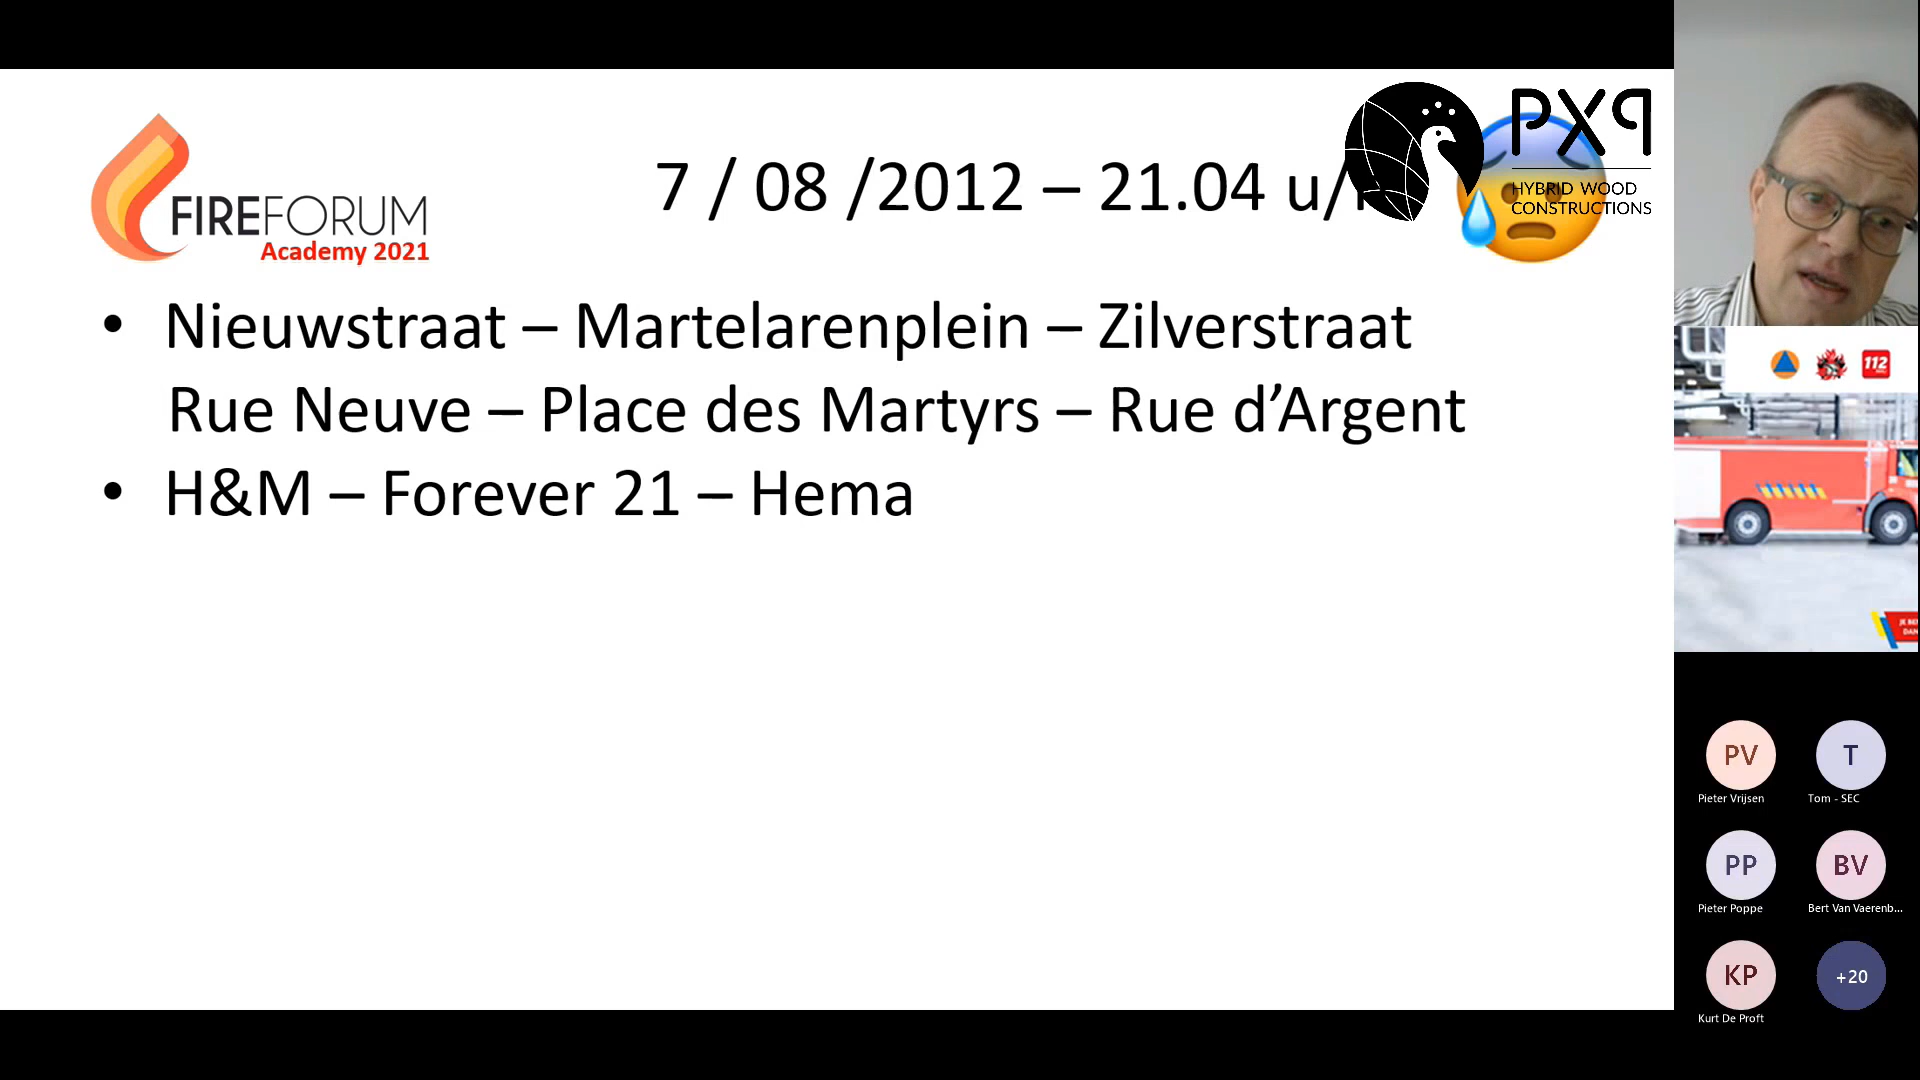 FIREFORUM
Academy 2021
7 / 08 /2012 – 21.04 u/
PXP
HYBRID WOOD
CONSTRUCTIONS
• Nieuwstraat – Martelarenplein – Zilverstraat
Rue Neuve – Place des Martyrs – Rue d’Argent
• H&M – Forever 21 – Hema
112
PV
Pieter Vrijsen
T
Tom - SEC
PP
Pieter Poppe
BV
Bert Van Vaerenb...
KP
Kurt De Proft
+20